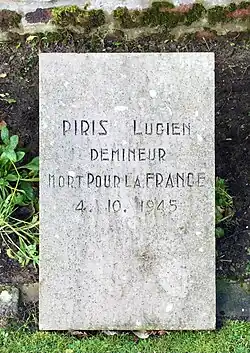 PIRIS LUCIEN
DEMINEUR
MORT POUR LA FRANCE
4. 10. 1945